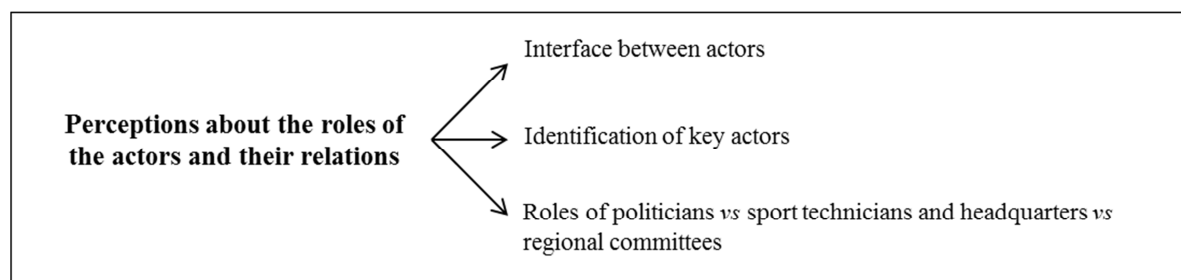 Interface between actors
Perceptions about the roles of
the actors and their relations
Identification of key actors
Roles of politicians vs sport technicians and headquarters vs
regional committees